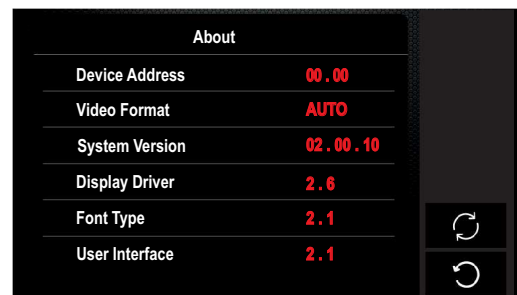 About
Device Address 00.00
Video Format AUTO
System Version 02.00.10
Display Driver 2.6
Font Type 2.1
User Interface 2.1